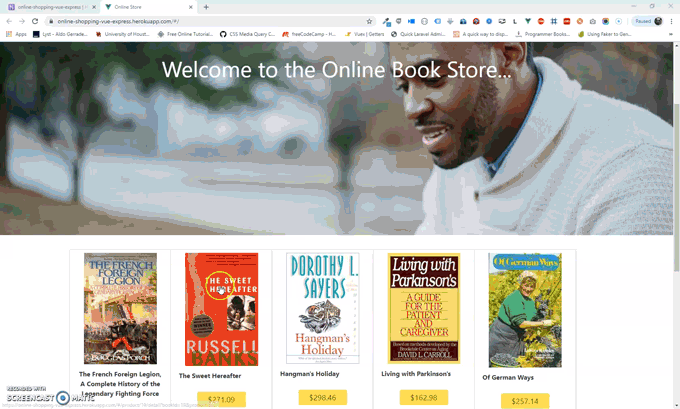 online-shopping-vue-express | H
Online Store
online-shopping-vue-express.herokuapp.com/#/
Paused
Apps
Lyst - Aldo Gerrade...
University of Houst...
Free Online Tutorial...
CSS Media Query C...
freeCodeCamp - H...
Vues | Getters
Quick Laravel Admi...
A quick way to disp...
Programmer Books...
Using Faker to Gen...
Welcome to the Online Book Store...
THE FRENCH
FOREIGN
LEGION
DOUGLAS PORCH
THE SWEET
HEREAFTER
RUSSELL
BANKS
DOROTHY L.
SAYERS
Hangman's
Holiday
Living with
Parkinson's
A GUIDE
FOR THE
PATIENT
AND
CAREGIVER
DAVID L. CARROLL
Of German Ways
The French Foreign Legion,
A Complete History of the
Legendary Fighting Force
The Sweet Hereafter
Hangman's Holiday
Living with Parkinson's
Of German Ways
$271.09
$298.46
$162.98
$257.14
RECORDED WITH
SCREENCAST MATIC